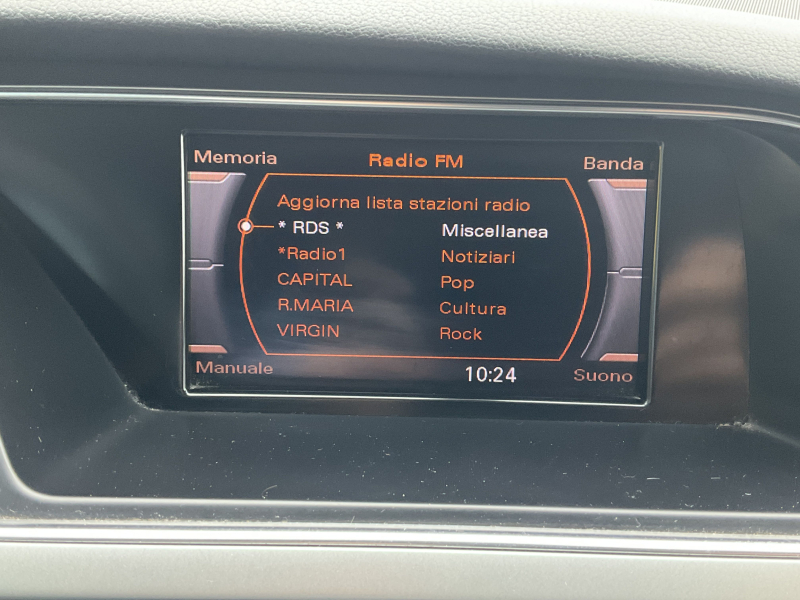 Memoria Radio FM Banda
Aggiorna lista stazioni radio
* RDS * Miscellanea
*Radio1 Notiziari
CAPITAL Pop
R.MARIA Cultura
VIRGIN Rock
Manuale 10:24 Suono